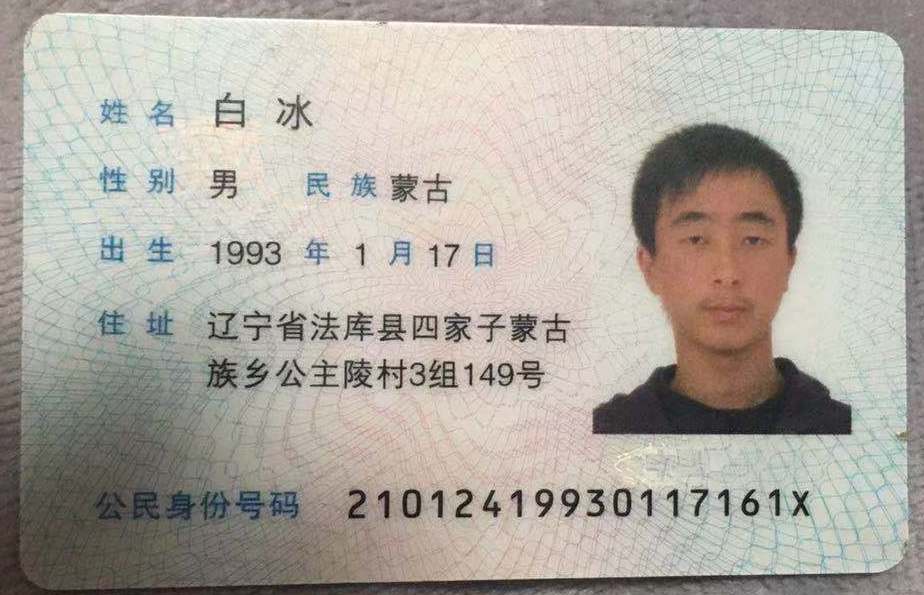 姓名 白冰
性别 男 民族 蒙古
出生 1993 年 1 月 17 日
住址 辽宁省法库县四家子蒙古
族乡公主陵村3组149号
公民身份号码 21012419930117161X